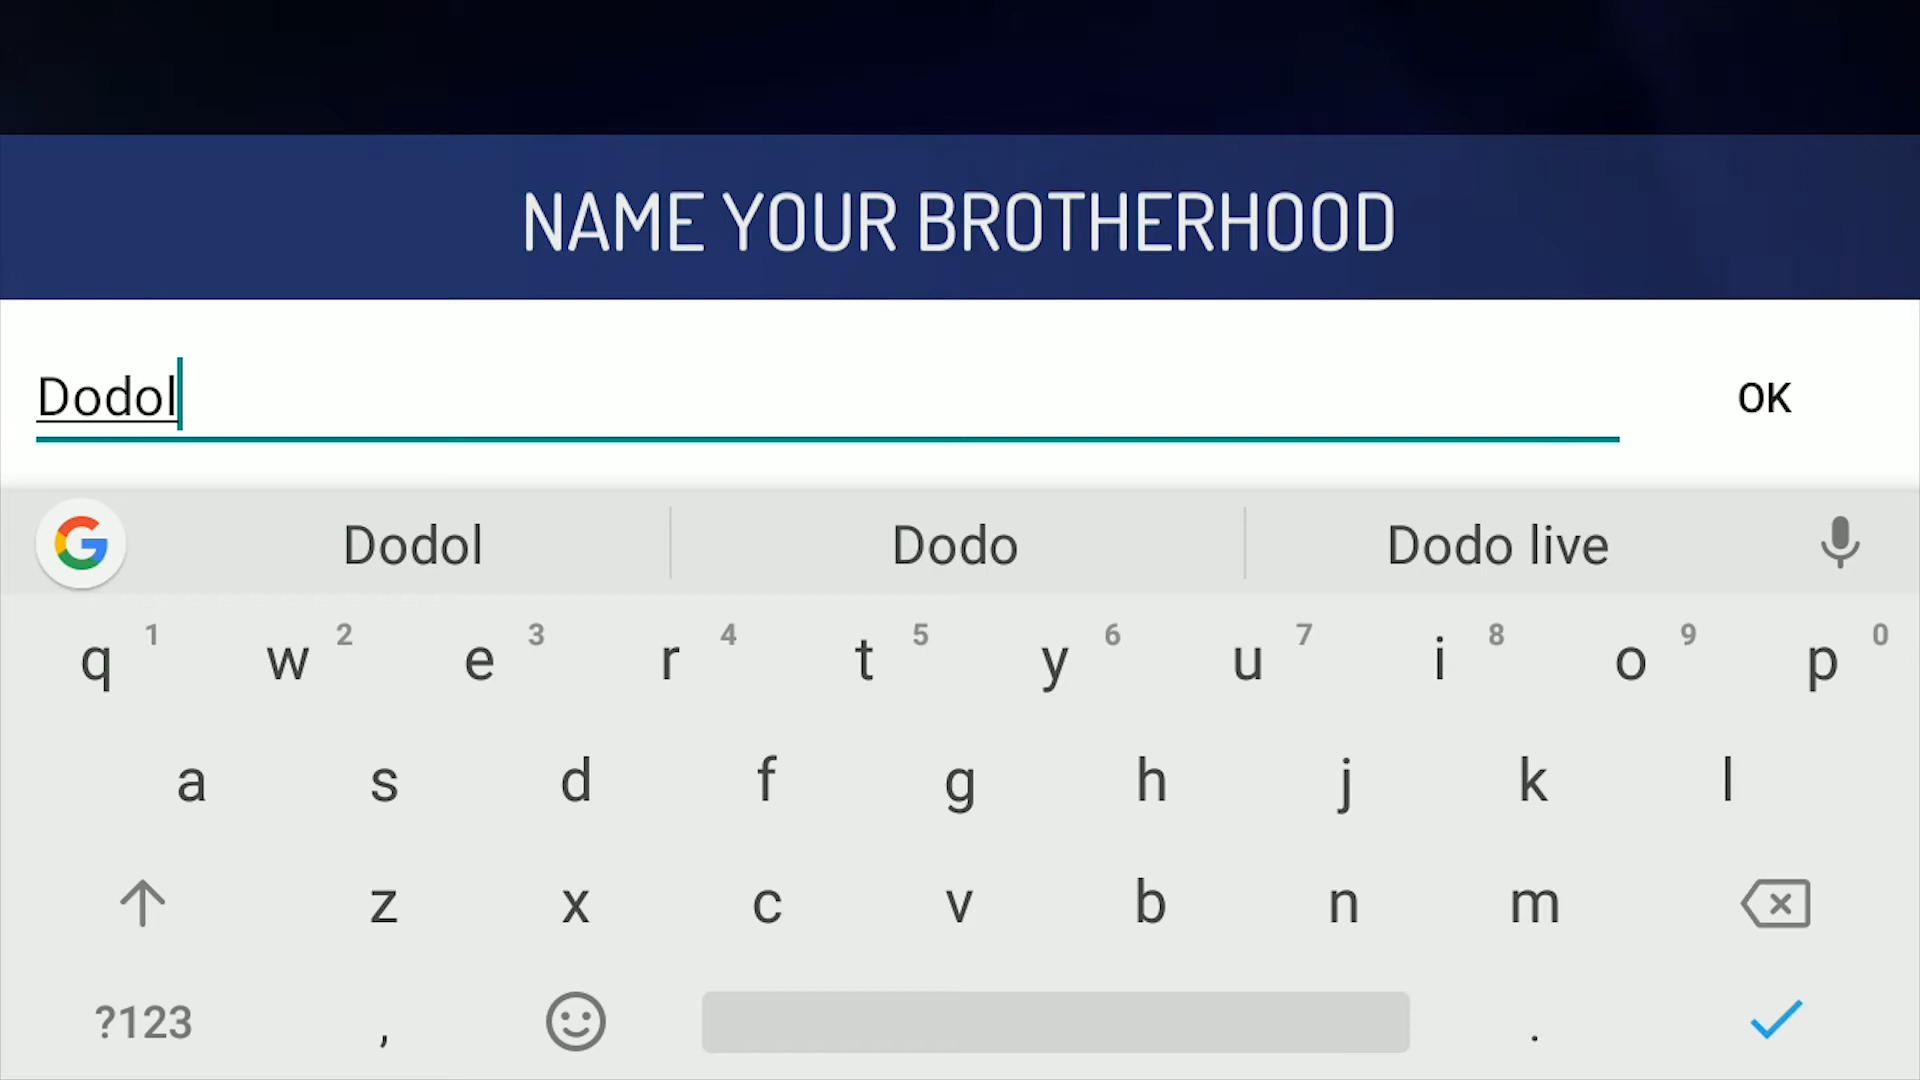 NAME YOUR BROTHERHOOD
Dodol OK
G Dodol Dodo Dodo live
q 1 w 2 e 3 r 4 t 5 y 6 u 7 i 8 o 9 p 0
a s d f g h j k l
z x c v b n m
?123 , .